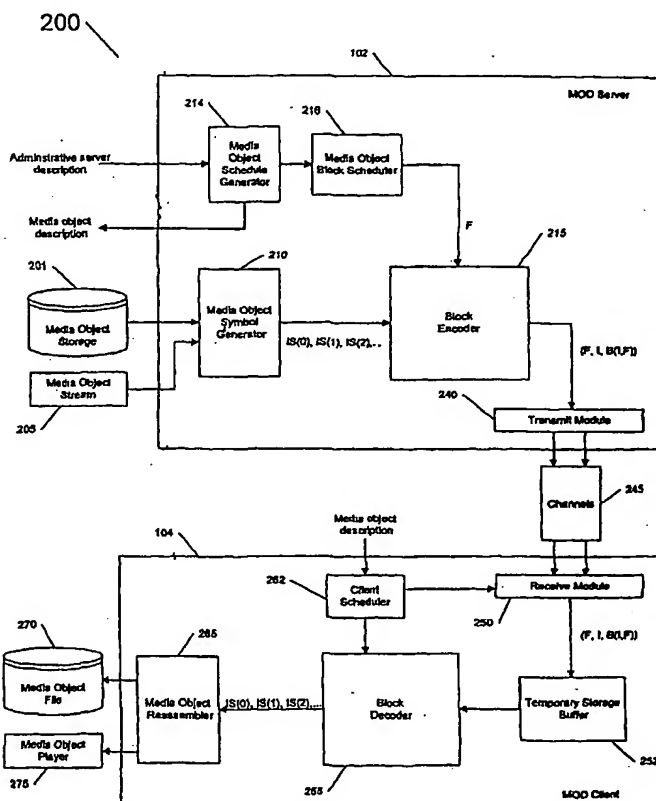 200
102
MOD Server
214
216
Media
Object
Schedule
Generator
Media Object
Block Scheduler
Adminstrative server
description
Media object
description
F
215
201
210
Media Object
Storage
Media Object
Symbol
Generator
IS(0), IS(1), IS(2),...
Block
Encoder
Media Object
Stream
205
(F, I, B(I,F))
240
Transmit Module
Channels
245
Media object
description
104
262
Client
Scheduler
Receive Module
250
270
265
(F, I, B(I,F))
Media Object
File
Media Object
Reassembler
IS(0), IS(1), IS(2),...
Block
Decoder
Temporary Storage
Buffer
252
Media Object
Player
275
255
MOD Client